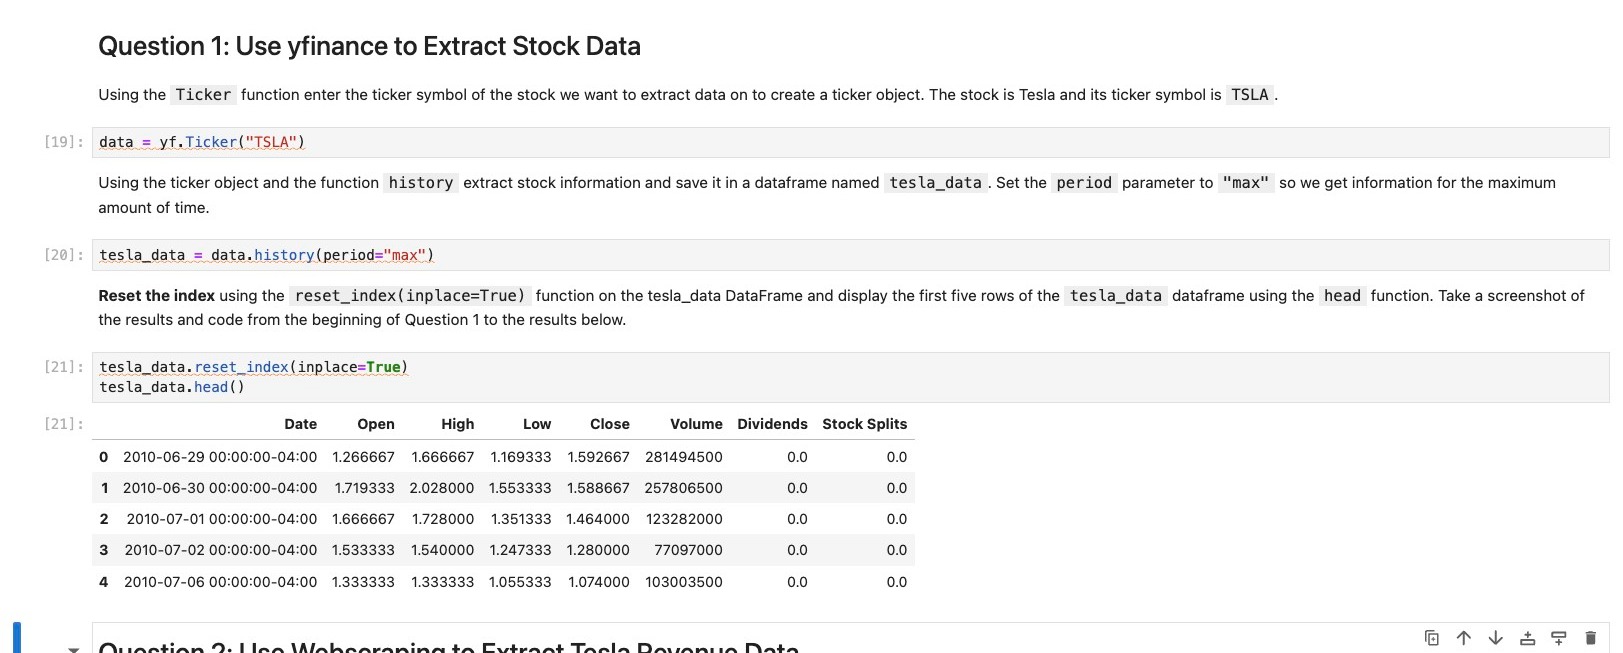 Question 1: Use yfinance to Extract Stock Data
Using the Ticker function enter the ticker symbol of the stock we want to extract data on to create a ticker object. The stock is Tesla and its ticker symbol is TSLA .
[19]: data = yf.Ticker("TSLA")
Using the ticker object and the function history extract stock information and save it in a dataframe named tesla_data . Set the period parameter to "max" so we get information for the maximum
amount of time.
[20]: tesla_data = data.history(period="max")
Reset the index using the reset_index(inplace=True) function on the tesla_data DataFrame and display the first five rows of the tesla_data dataframe using the head function. Take a screenshot of
the results and code from the beginning of Question 1 to the results below.
[21]: tesla_data.reset_index(inplace=True)
tesla_data.head()
[21]: Date Open High Low Close Volume Dividends Stock Splits
0 2010-06-29 00:00:00-04:00 1.266667 1.666667 1.169333 1.592667 281494500 0.0 0.0
1 2010-06-30 00:00:00-04:00 1.719333 2.028000 1.553333 1.588667 257806500 0.0 0.0
2 2010-07-01 00:00:00-04:00 1.666667 1.728000 1.351333 1.464000 123282000 0.0 0.0
3 2010-07-02 00:00:00-04:00 1.533333 1.540000 1.247333 1.280000 77097000 0.0 0.0
4 2010-07-06 00:00:00-04:00 1.333333 1.333333 1.055333 1.074000 103003500 0.0 0.0
Question 2: Use Webscraping to Extract Tesla Revenue Data